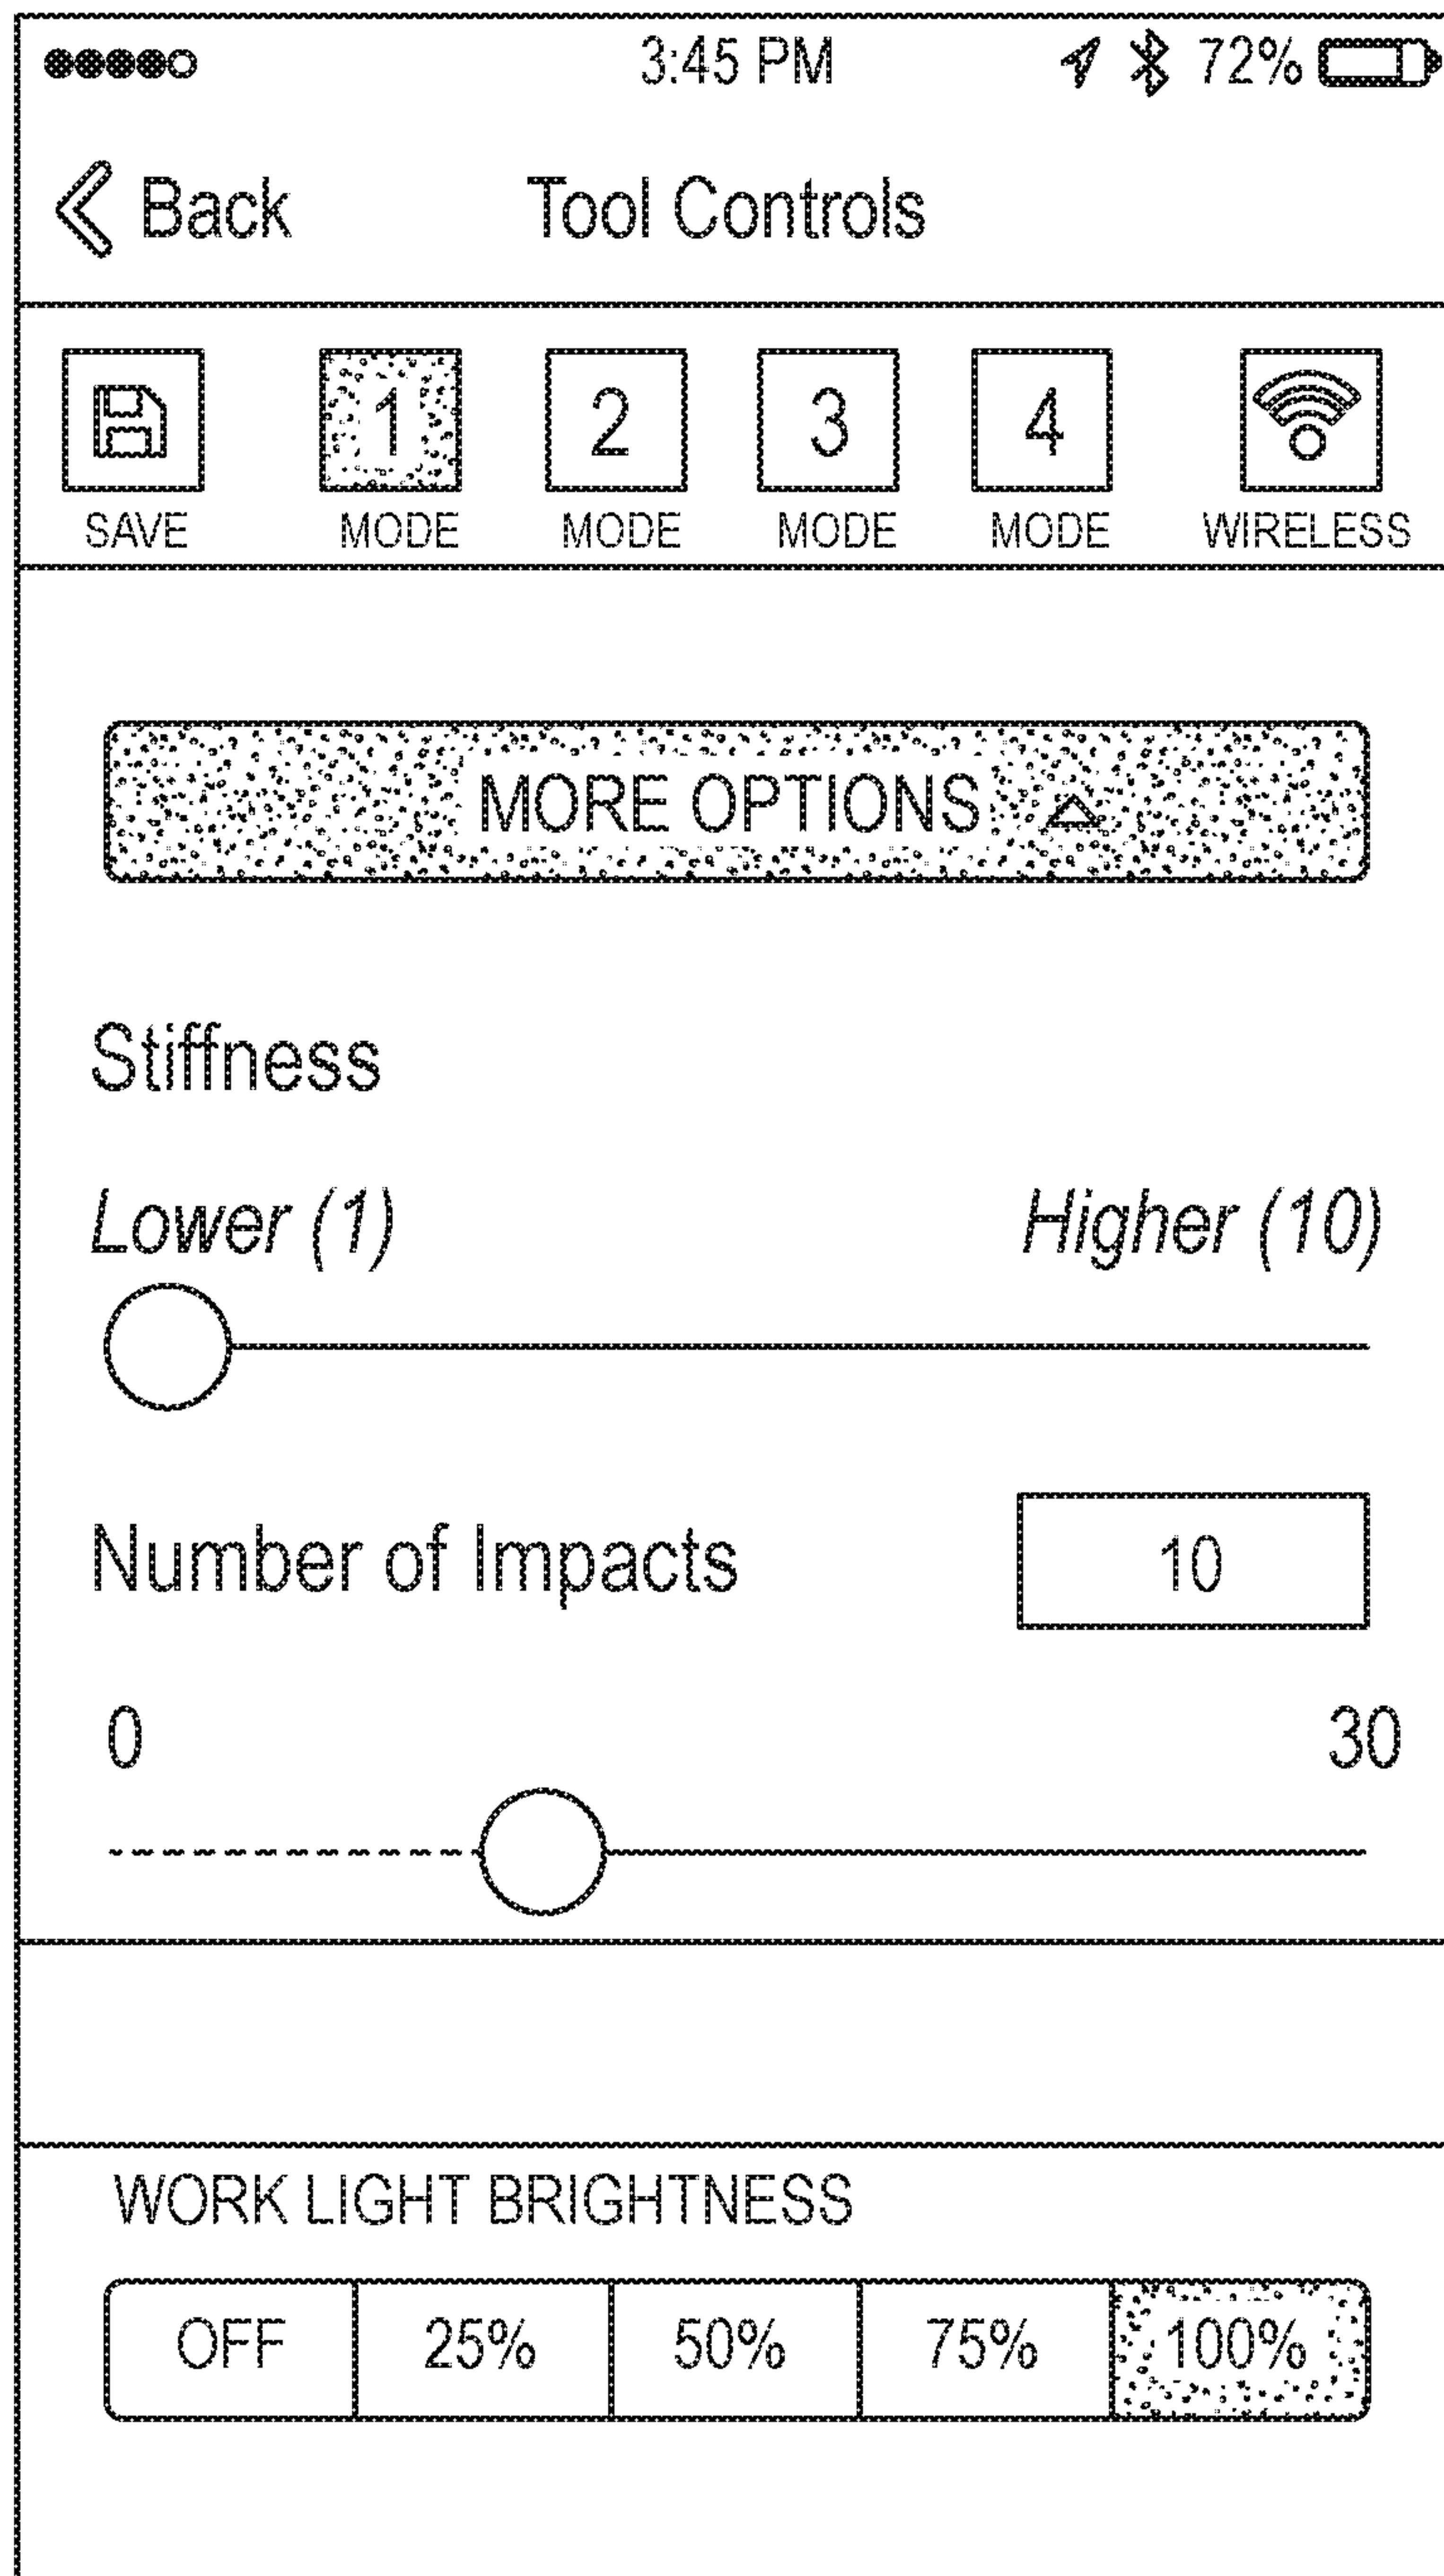 3:45 PM 72%
Back Tool Controls
1 2 3 4
SAVE MODE MODE MODE MODE WIRELESS
MORE OPTIONS
Stiffness
Lower (1) Higher (10)
Number of Impacts 10
0 30
WORK LIGHT BRIGHTNESS
OFF 25% 50% 75% 100%